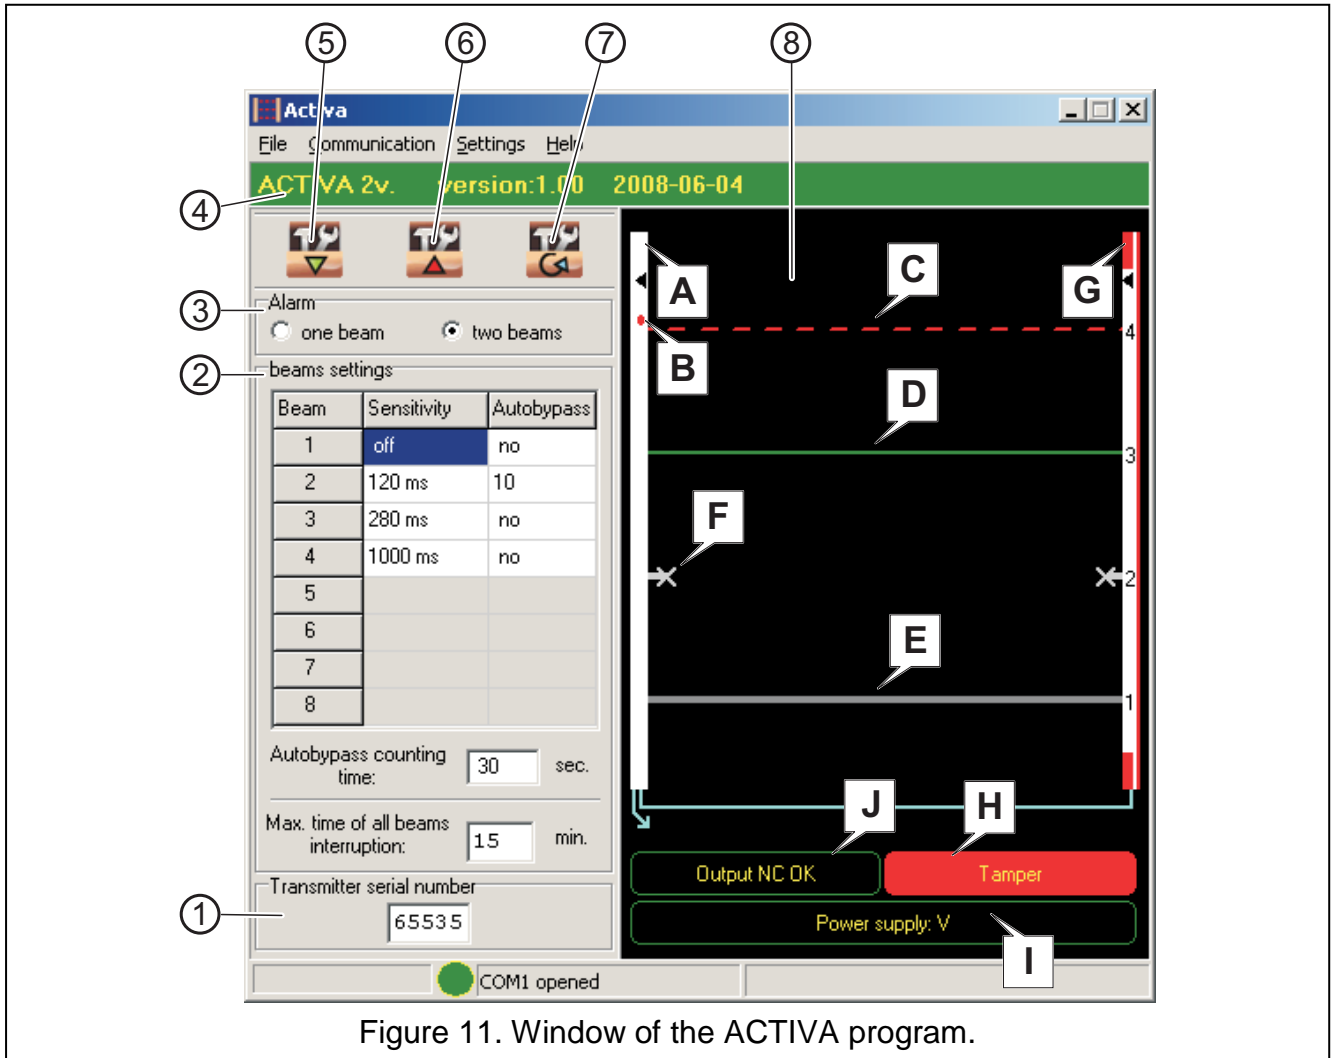 5 6 7 8
Activa
File Communication Settings Help
ACTIVA 2v. version:1.00 2008-06-04
4
A
C
G
3
Alarm
one beam two beams
4
B
2
beams settings
D
Beam Sensitivity Autobypass
1 off no
3
2 120 ms 10
3 280 ms no
F
4 1000 ms no
2
5
6
E
7
1
8
Autobypass counting time: 30 sec.
J
H
Max. time of all beams interruption: 15 min.
Output NC OK
Tamper
Transmitter serial number
1
65535
Power supply: V
I
COM1 opened
Figure 11. Window of the ACTIVA program.